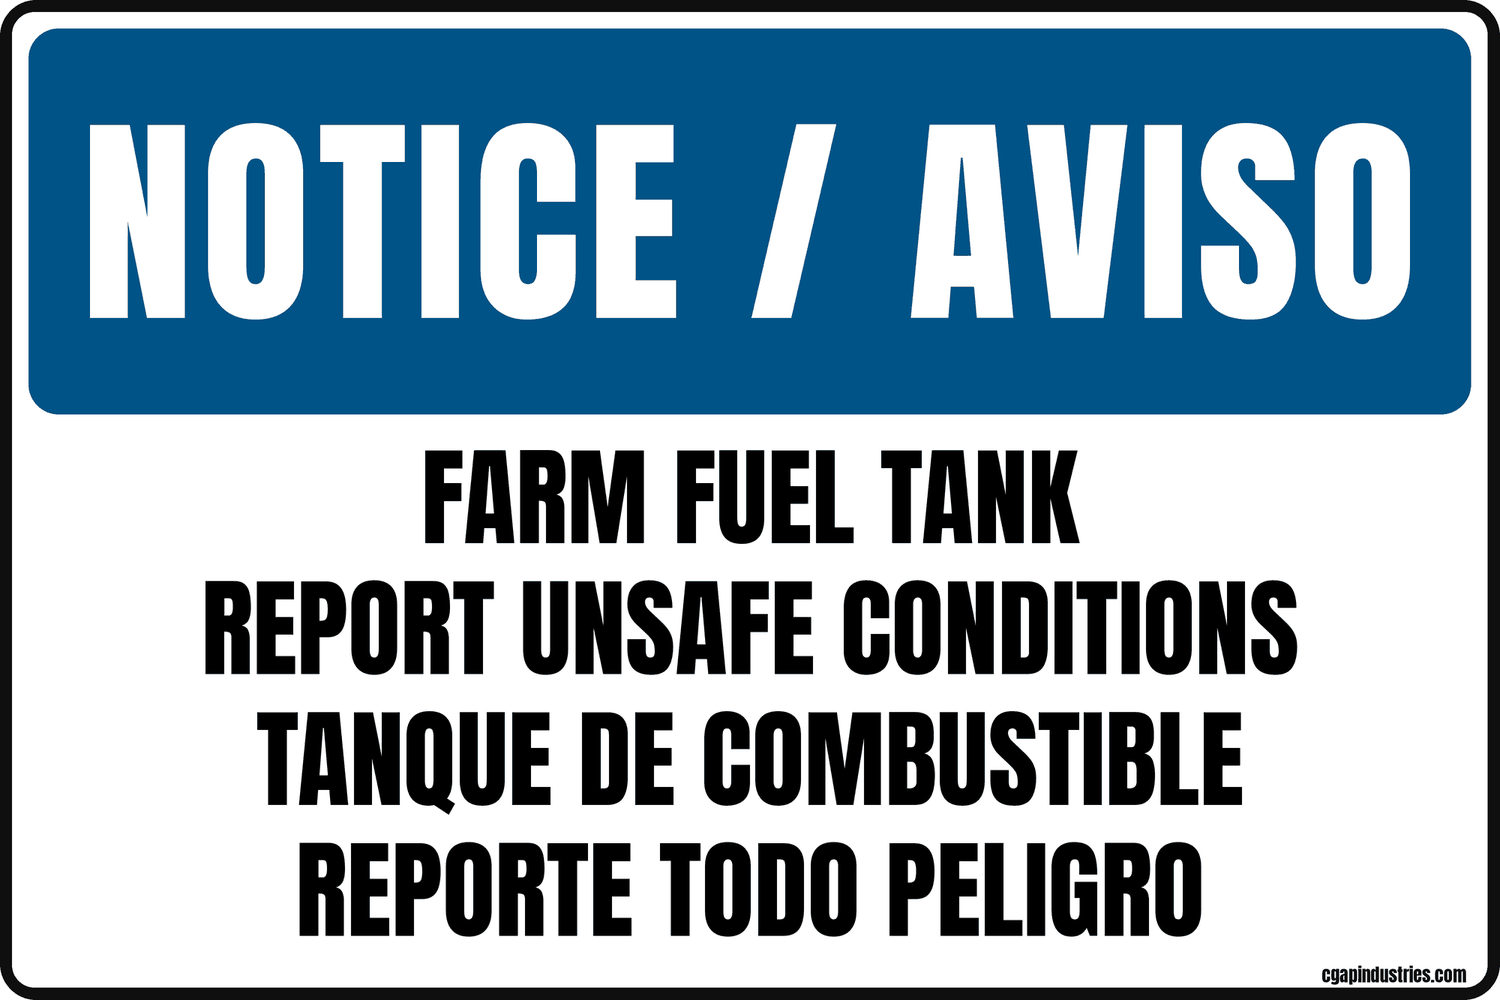 NOTICE / AVISO
FARM FUEL TANK
REPORT UNSAFE CONDITIONS
TANQUE DE COMBUSTIBLE
REPORTE TODO PELIGRO
cgapindustries.com